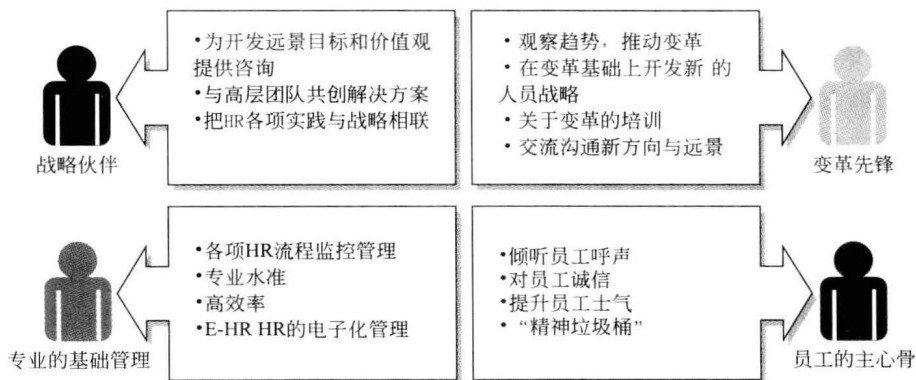 •为开发远景目标和价值观
提供咨询
•与高层团队共创解决方案
•把HR各项实践与战略相联
战略伙伴
• 观察趋势，推动变革
• 在变革基础上开发新 的
人员战略
• 关于变革的培训
• 交流沟通新方向与远景
变革先锋
•各项HR流程监控管理
•专业水准
•高效率
•E-HR HR的电子化管理
专业的基础管理
•倾听员工呼声
•对员工诚信
•提升员工士气
• “精神垃圾桶”
员工的主心骨